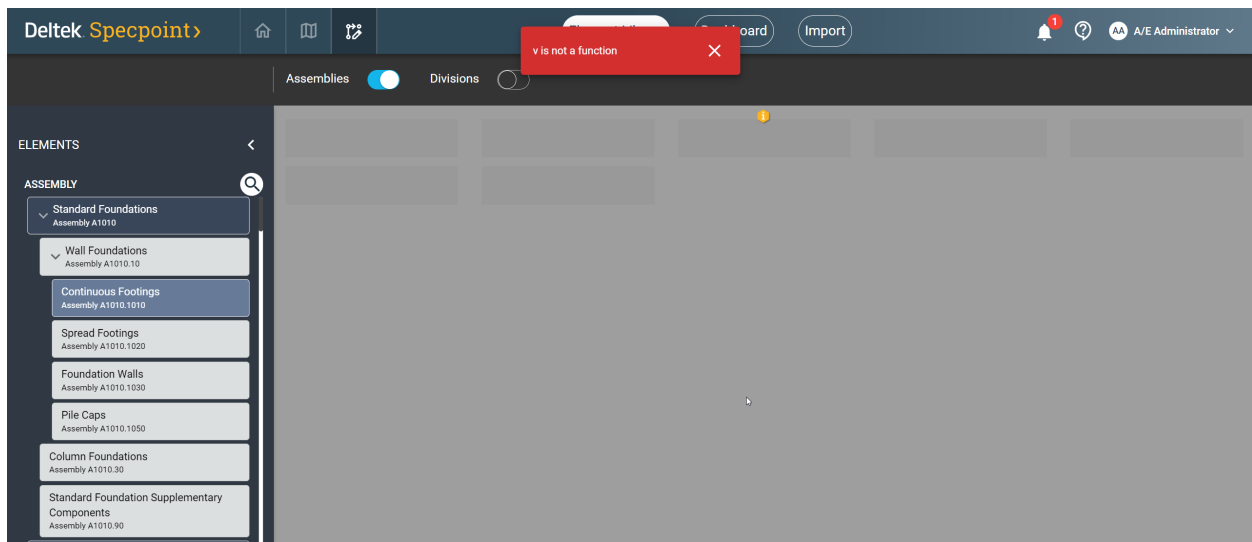 Deltek Specpoint
v is not a function
Import
1
AA A/E Administrator
Assemblies
Divisions
ELEMENTS
ASSEMBLY
Standard Foundations
Assembly A1010
Wall Foundations
Assembly A1010.10
Continuous Footings
Assembly A1010.1010
Spread Footings
Assembly A1010.1020
Foundation Walls
Assembly A1010.1030
Pile Caps
Assembly A1010.1050
Column Foundations
Assembly A1010.30
Standard Foundation Supplementary
Components
Assembly A1010.90